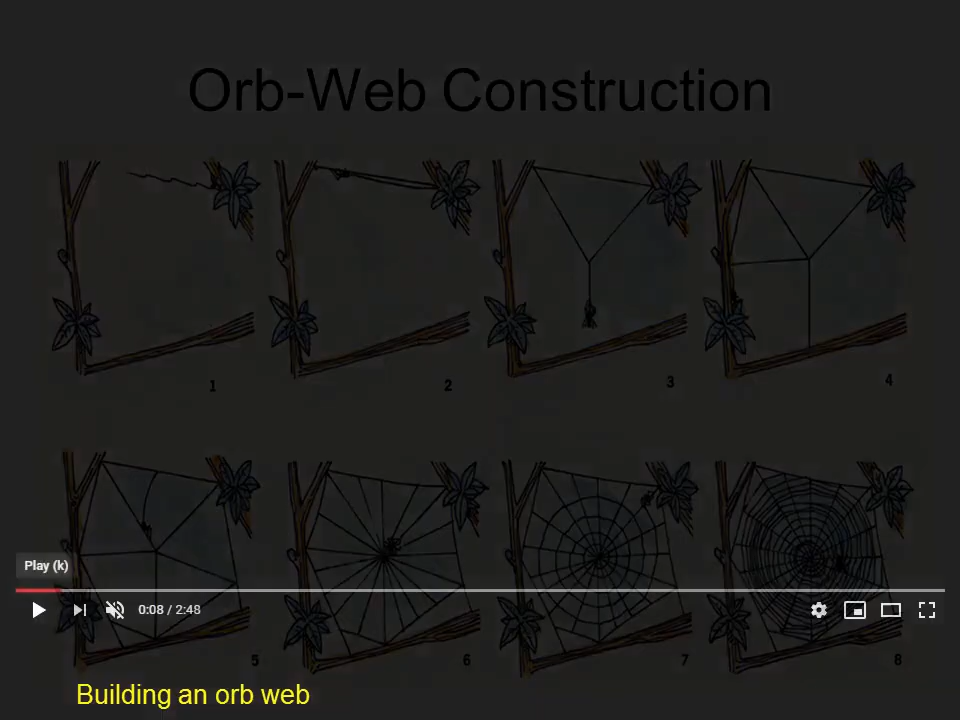 Orb-Web Construction
1
2
3
4
5
6
7
8
Play (k)
0:08 / 2:48
Building an orb web